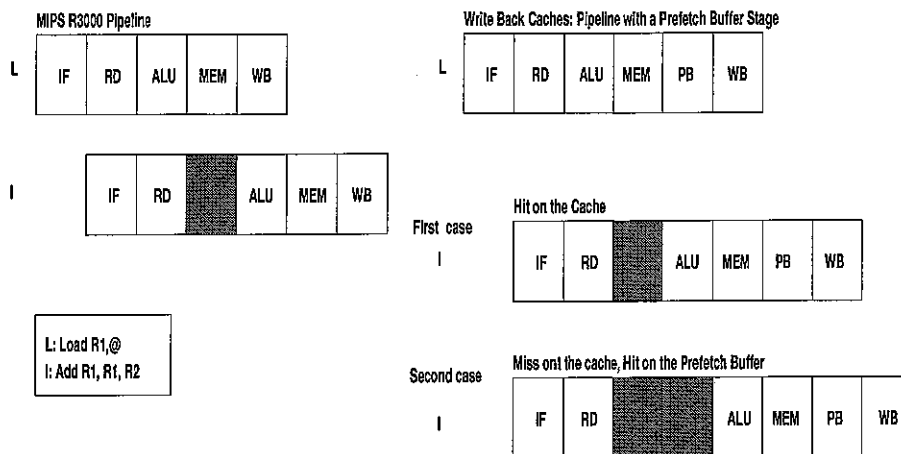 MIPS R3000 Pipeline
L IF RD ALU MEM WB
I IF RD ALU MEM WB
L: Load R1,@
I: Add R1, R1, R2
Write Back Caches: Pipeline with a Prefetch Buffer Stage
L IF RD ALU MEM PB WB
Hit on the Cache
First case
I IF RD ALU MEM PB WB
Second case
Miss ont the cache, Hit on the Prefetch Buffer
I IF RD ALU MEM PB WB